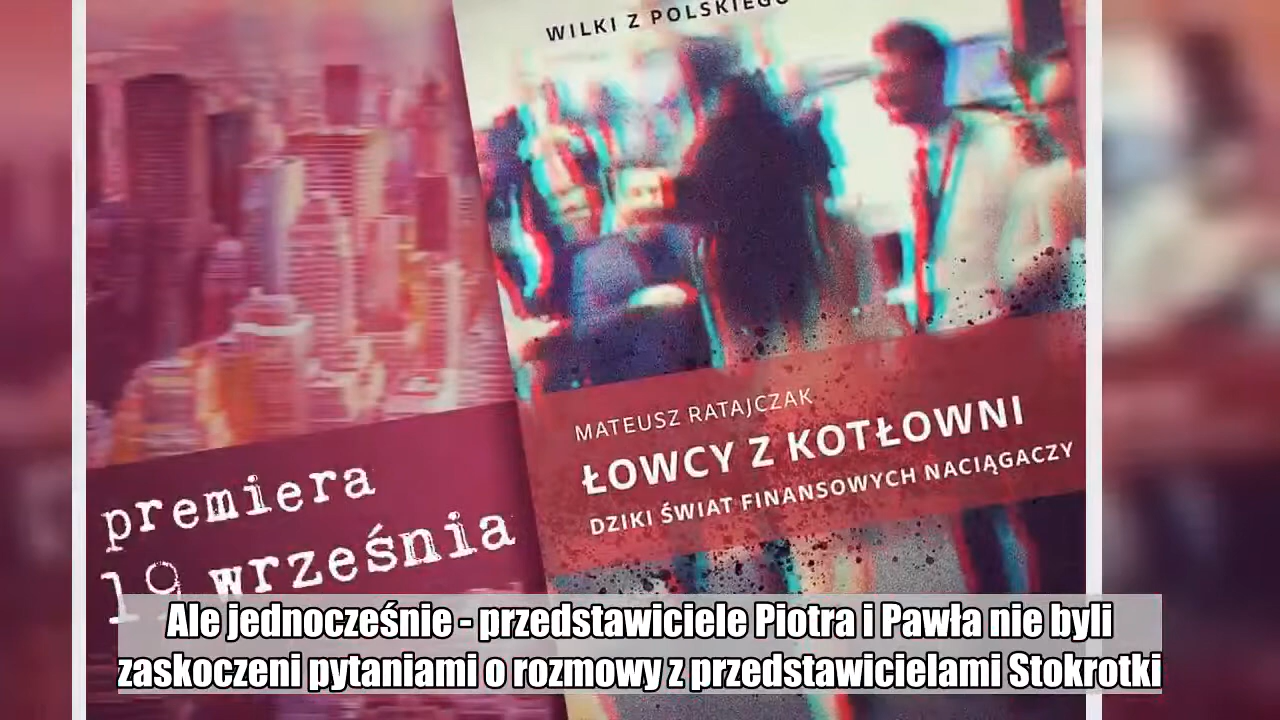 WILKI Z POLSKIEGO
MATEUSZ RATAJCZAK
ŁOWCY Z KOTŁOWNI
DZIKI ŚWIAT FINANSOWYCH NACIĄGACZY
premiera
19 września
Ale jednocześnie - przedstawiciele Piotra i Pawła nie byli
zaskoczeni pytaniami o rozmowy z przedstawicielami Stokrotki